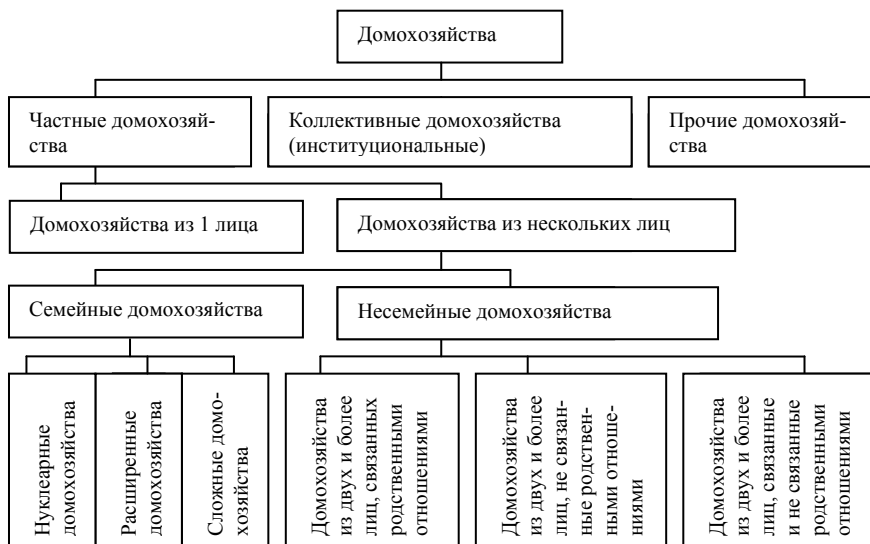 Домохозяйства
Частные домохозяй-
ства
Коллективные домохозяйства
(институциональные)
Прочие домохозяй-
ства
Домохозяйства из 1 лица
Домохозяйства из нескольких лиц
Семейные домохозяйства
Несемейные домохозяйства
Нуклеарные
домохозяйства
Расширенные
домохозяйства
Сложные домо-
хозяйства
Домохозяйства
из двух и более
лиц, связанных
родственными
отношениями
Домохозяйства
из двух и более
лиц, не связан-
ные родствен-
ными отноше-
ниями
Домохозяйства
из двух и более
лиц, связанные
и не связанные
родственными
отношениями